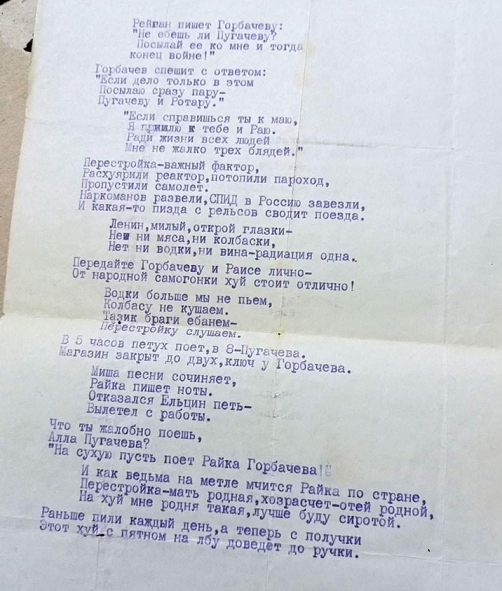 Рейган пишет Горбачеву:
"Не ебешь ли Пугачеву?
Посылай ее ко мне и тогда
конец войне!"
Горбачев спешит с ответом:
"Если дело только в этом
Посылаю сразу пару-
Пугачеву и Ротару."
"Если справишься ты к маю,
Я пришлю к тебе и Раю.
Ради жизни всех людей
Мне не жалко трех блядей."
Перестройка-важный фактор,
Расхуярили реактор,потопили пароход,
Пропустили самолет.
Наркоманов развели,СПИД в Россию завезли,
И какая-то пизда с рельсов сводит поезда.
Ленин,милый,открой глазки-
Нет ни мяса,ни колбаски,
Нет ни водки,ни вина-радиация одна.
Передайте Горбачеву и Раисе лично-
От народной самогонки хуй стоит отлично!
Водки больше мы не пьем,
Колбасу не кушаем.
Тазик браги ебанем-
Перестройку слушаем.
В 5 часов петух поет,в 8-Пугачева.
Магазин закрыт до двух,ключ у Горбачева.
Миша песни сочиняет,
Райка пишет ноты.
Отказался Ельцин петь-
Вылетел с работы.
Что ты жалобно поешь,
Алла Пугачева?
"На сухую пусть поет Райка Горбачева!"
И как ведьма на метле мчится Райка по стране,
Перестройка-мать родная,хозрасчет-отей родной,
На хуй мне родня такая,лучше буду сиротой.
Раньше пили каждый день,а теперь с получки
Этот хуй с пятном на лбу доведет до ручки.